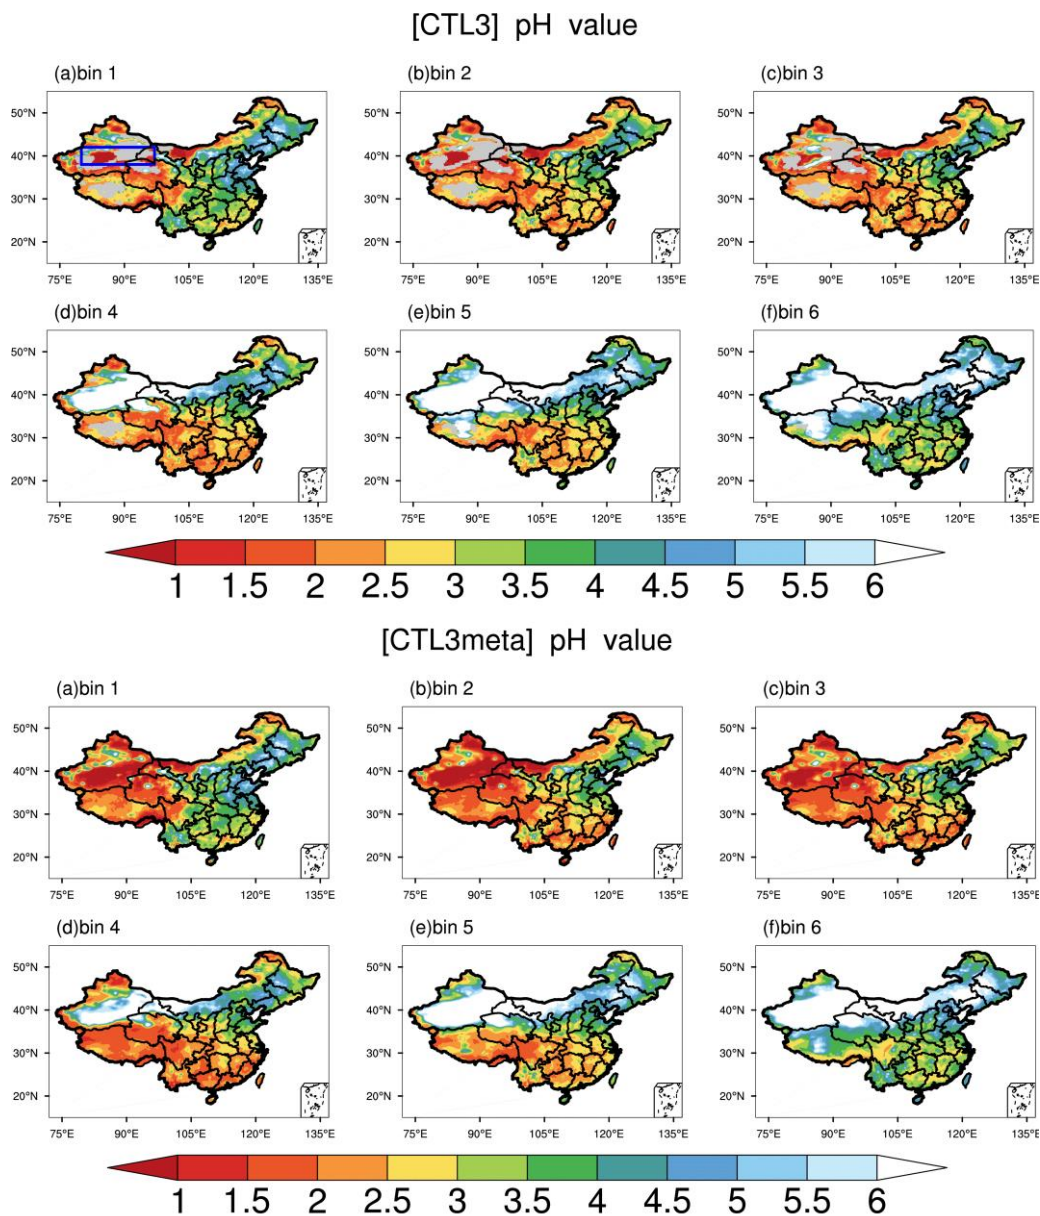 [CTL3] pH value
(a)bin 1 (b)bin 2 (c)bin 3
50°N 50°N 50°N
40°N 40°N 40°N
30°N 30°N 30°N
20°N 20°N 20°N
75°E 90°E 105°E 120°E 135°E 75°E 90°E 105°E 120°E 135°E 75°E 90°E 105°E 120°E 135°E
(d)bin 4 (e)bin 5 (f)bin 6
50°N 50°N 50°N
40°N 40°N 40°N
30°N 30°N 30°N
20°N 20°N 20°N
75°E 90°E 105°E 120°E 135°E 75°E 90°E 105°E 120°E 135°E 75°E 90°E 105°E 120°E 135°E
1 1.5 2 2.5 3 3.5 4 4.5 5 5.5 6
[CTL3meta] pH value
(a)bin 1 (b)bin 2 (c)bin 3
50°N 50°N 50°N
40°N 40°N 40°N
30°N 30°N 30°N
20°N 20°N 20°N
75°E 90°E 105°E 120°E 135°E 75°E 90°E 105°E 120°E 135°E 75°E 90°E 105°E 120°E 135°E
(d)bin 4 (e)bin 5 (f)bin 6
50°N 50°N 50°N
40°N 40°N 40°N
30°N 30°N 30°N
20°N 20°N 20°N
75°E 90°E 105°E 120°E 135°E 75°E 90°E 105°E 120°E 135°E 75°E 90°E 105°E 120°E 135°E
1 1.5 2 2.5 3 3.5 4 4.5 5 5.5 6